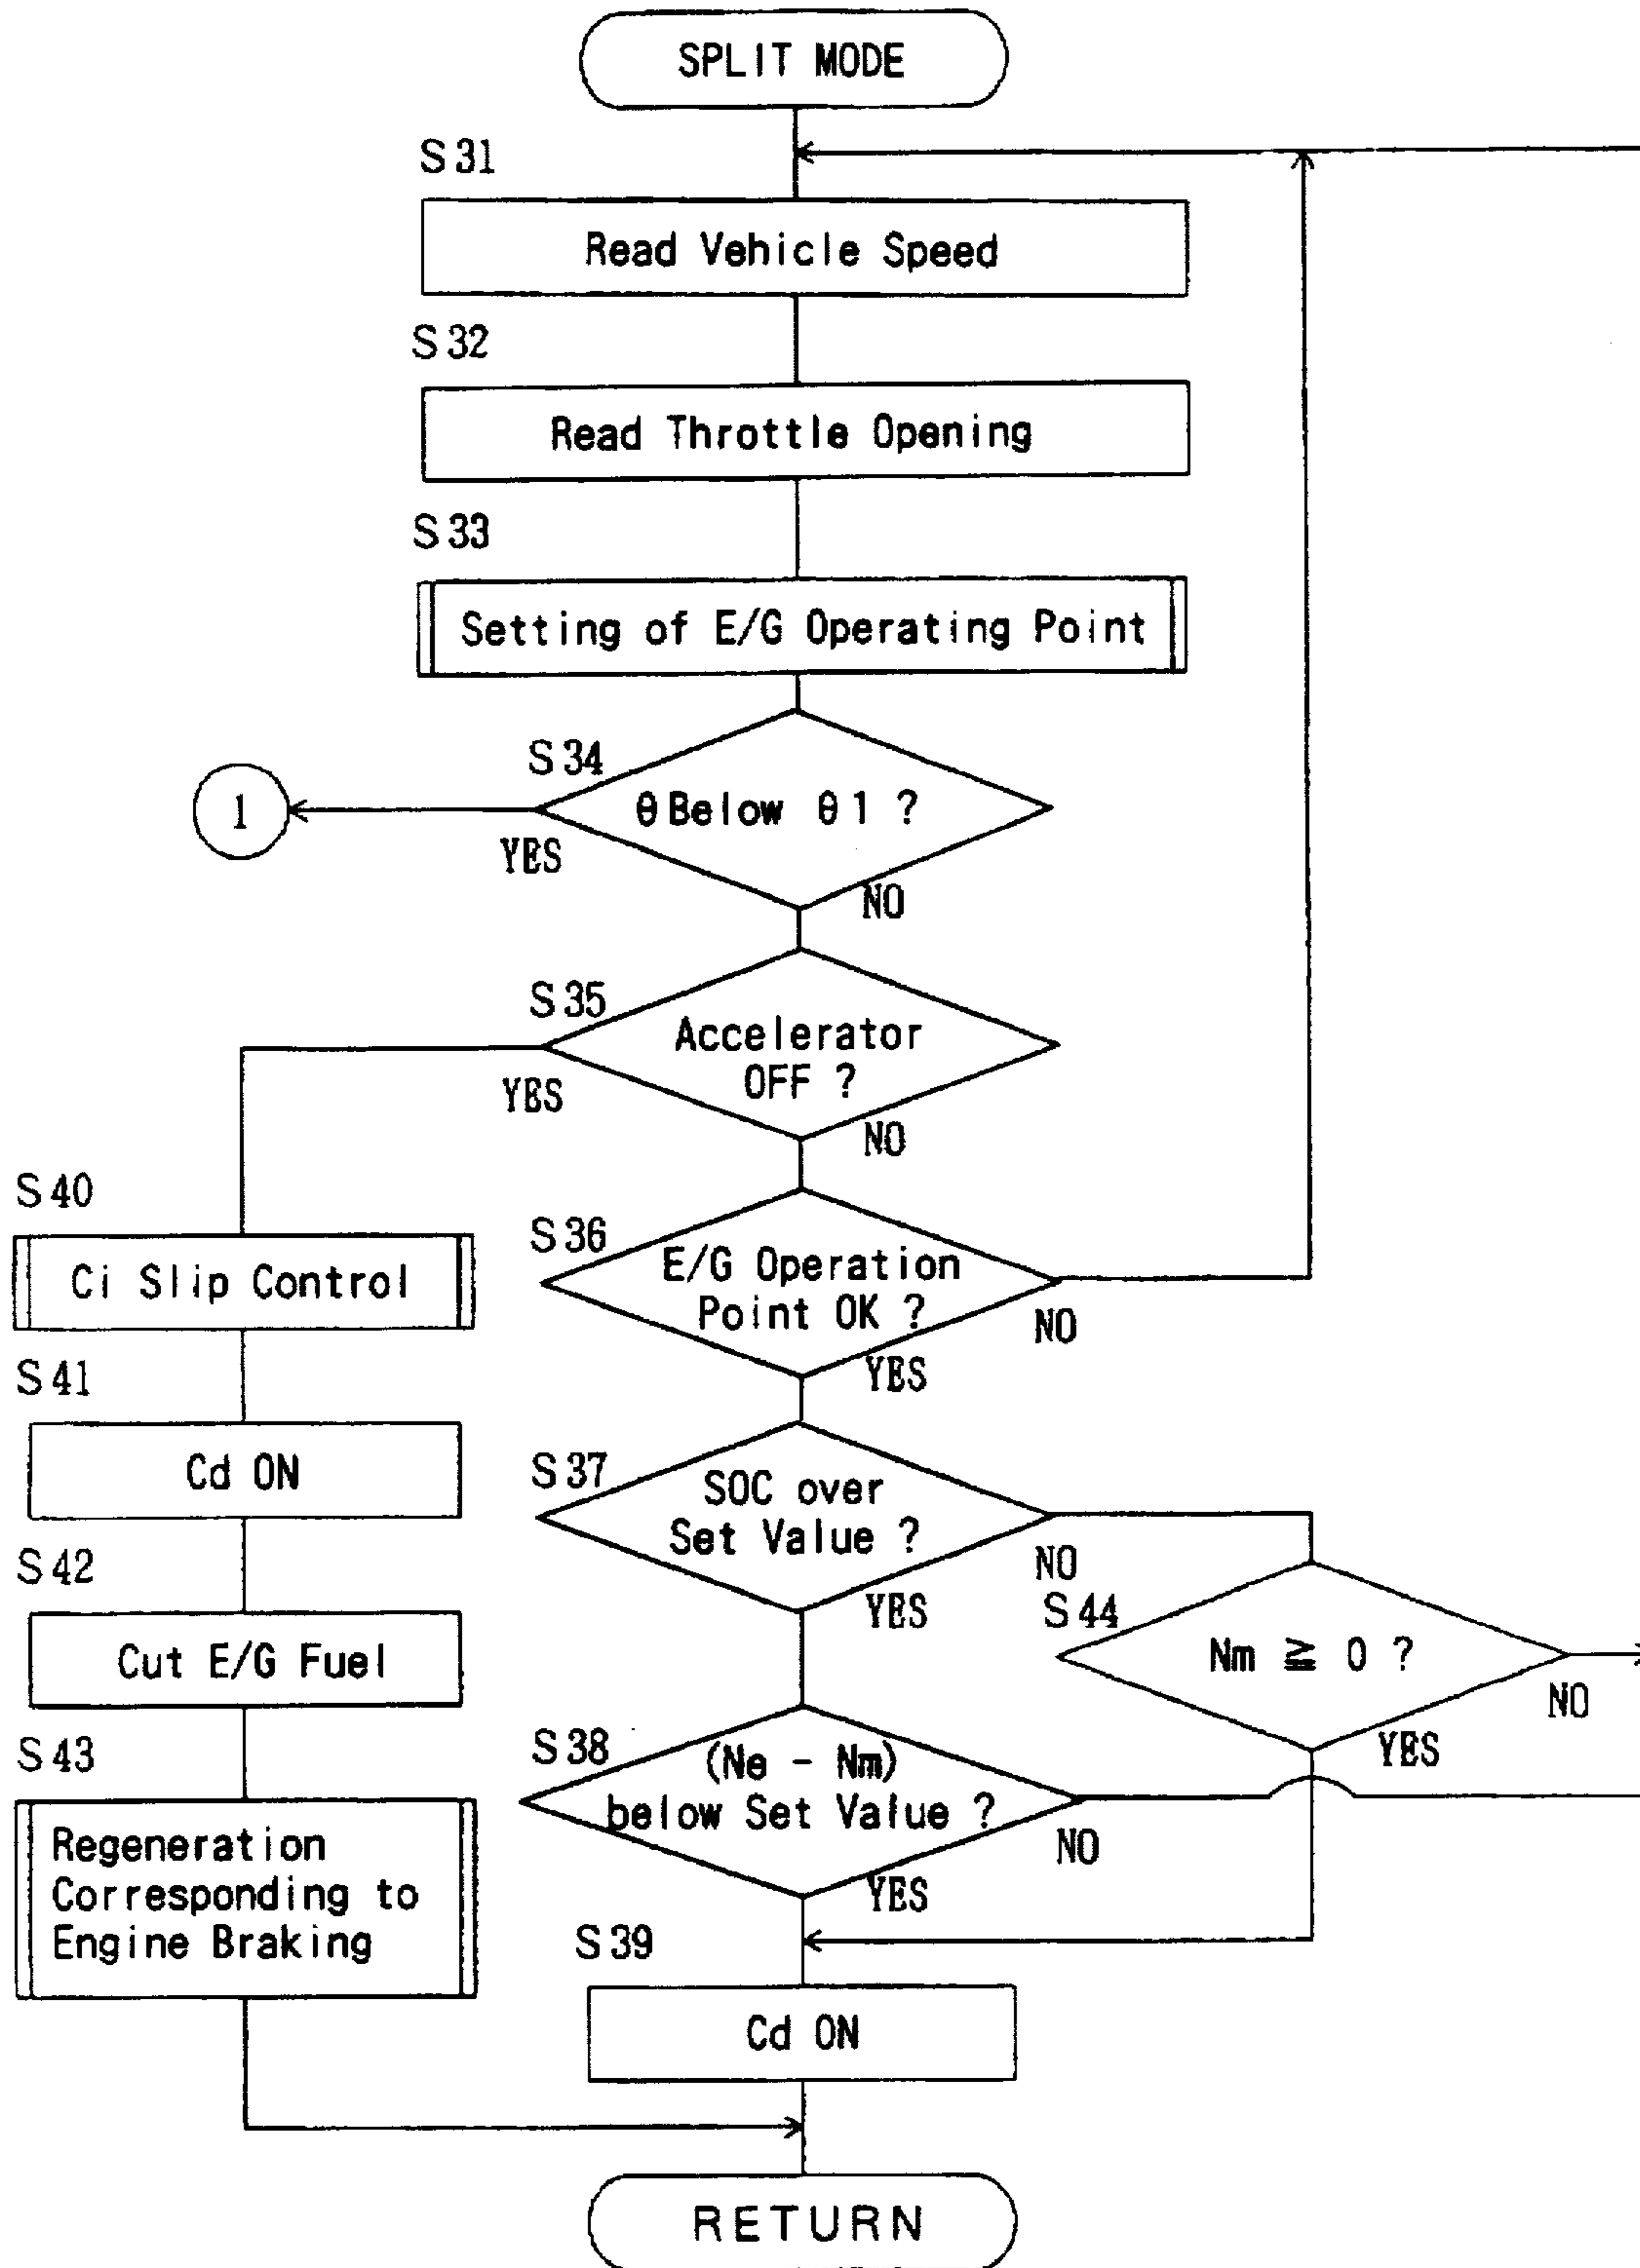 SPLIT MODE
S31
Read Vehicle Speed
S32
Read Throttle Opening
S33
Setting of E/G Operating Point
S34
θ Below θ1 ?
1
YES
NO
S35
Accelerator
OFF ?
YES
NO
S40
Ci Slip Control
S36
E/G Operation
Point OK ?
NO
YES
S41
Cd ON
S37
SOC over
Set Value ?
NO
YES
S42
Cut E/G Fuel
S44
Nm ≧ 0 ?
NO
YES
S43
Regeneration
Corresponding to
Engine Braking
S38
(Ne - Nm)
below Set Value ?
NO
YES
S39
Cd ON
RETURN